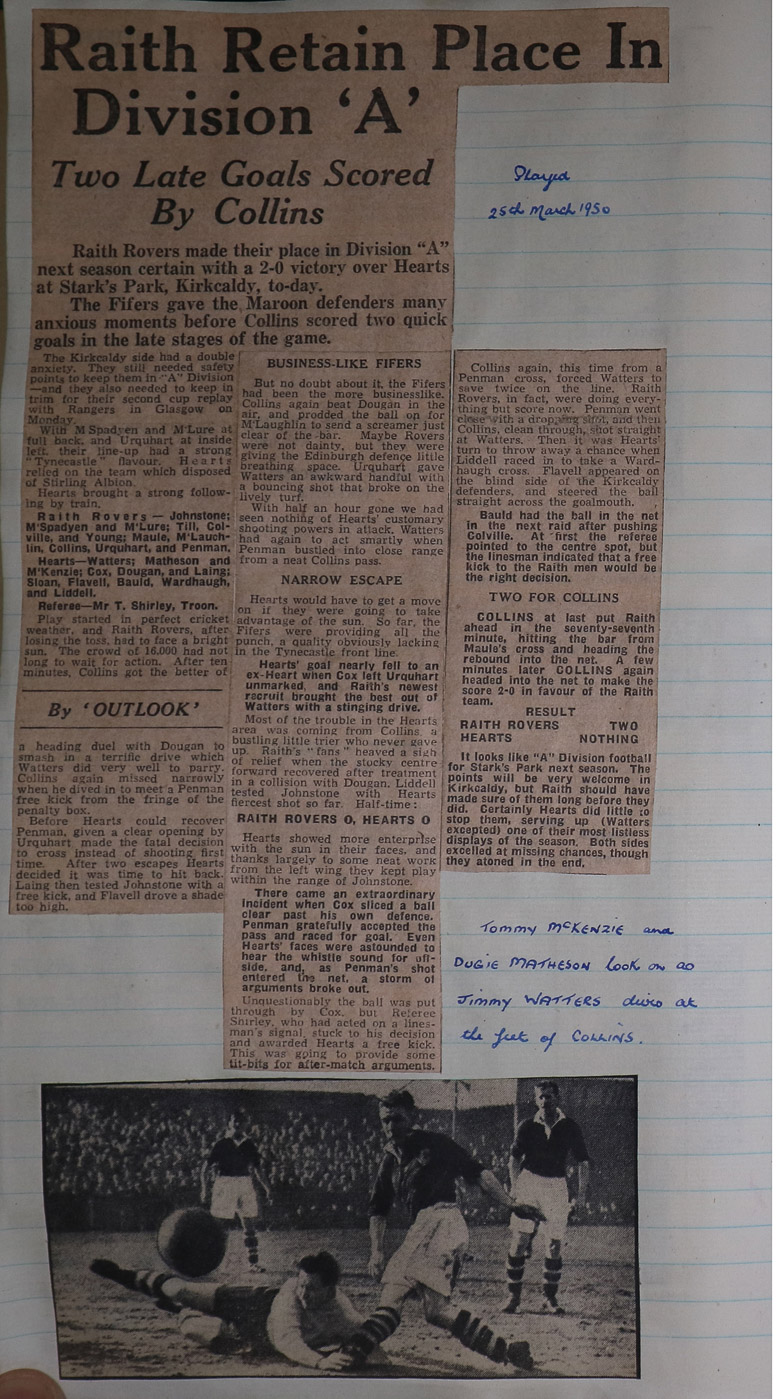 Raith Retain Place In
Division 'A'
Two Late Goals Scored
By Collins
Raith Rovers made their place in Division "A"
next season certain with a 2-0 victory over Hearts
at Stark's Park, Kirkcaldy, to-day.
The Fifers gave the Maroon defenders many
anxious moments before Collins scored two quick
goals in the late stages of the game.
The Kirkcaldy side had a double
anxiety. They still needed safety
points to keep them in "A" Division
—and they also needed to keep in
trim for their second cup replay
with Rangers in Glasgow on
Monday.
With M'Spadyen and M'Lure at
full back, and Urquhart at inside
left, their line-up had a strong
"Tynecastle" flavour. Hearts
relied on the team which disposed
of Stirling Albion.
Hearts brought a strong follow-
ing by train.
Raith Rovers — Johnstone;
M'Spadyen and M'Lure; Till, Col-
ville, and Young; Maule, M'Lauch-
lin, Collins, Urquhart, and Penman.
Hearts—Watters; Matheson and
M'Kenzie; Cox, Dougan, and Laing;
Sloan, Flavell, Bauld, Wardhaugh,
and Liddell.
Referee—Mr T. Shirley, Troon.
Play started in perfect cricket
weather, and Raith Rovers, after
losing the toss, had to face a bright
sun. The crowd of 16,000 had not
long to wait for action. After ten
minutes, Collins got the better of
By 'OUTLOOK'
a heading duel with Dougan to
smash in a terrific drive which
Watters did very well to parry.
Collins again missed narrowly
when he dived in to meet a Penman
free kick from the fringe of the
penalty box.
Before Hearts could recover
Penman, given a clear opening by
Urquhart made the fatal decision
to cross instead of shooting first
time. After two escapes Hearts
decided it was time to hit back.
Laing then tested Johnstone with a
free kick, and Flavell drove a shade
too high.
BUSINESS-LIKE FIFERS
But no doubt about it, the Fifers
had been the more businesslike.
Collins again beat Dougan in the
air, and prodded the ball on for
M'Laughlin to send a screamer just
clear of the bar. Maybe Rovers
were not dainty, but they were
giving the Edinburgh defence little
breathing space. Urquhart gave
Watters an awkward handful with
a bouncing shot that broke on the
lively turf.
With half an hour gone we had
seen nothing of Hearts' customary
shooting powers in attack. Watters
had again to act smartly when
Penman bustled into close range
from a neat Collins pass.
NARROW ESCAPE
Hearts would have to get a move
on if they were going to take
advantage of the sun. So far, the
Fifers were providing all the
punch, a quality obviously lacking
in the Tynecastle front line.
Hearts' goal nearly fell to an
ex-Heart when Cox left Urquhart
unmarked, and Raith's newest
recruit brought the best out of
Watters with a stinging drive.
Most of the trouble in the Hearts
area was coming from Collins, a
bustling little trier who never gave
up. Raith's "fans" heaved a sigh
of relief when the stocky centre
forward recovered after treatment
in a collision with Dougan. Liddell
tested Johnstone with Hearts
fiercest shot so far. Half-time:
RAITH ROVERS 0, HEARTS 0
Hearts showed more enterprise
with the sun in their faces, and
thanks largely to some neat work
from the left wing they kept play
within the range of Johnstone.
There came an extraordinary
incident when Cox sliced a ball
clear past his own defence.
Penman gratefully accepted the
pass and raced for goal. Even
Hearts' faces were astounded to
hear the whistle sound for off-
side, and, as Penman's shot
entered the net, a storm of
arguments broke out.
Unquestionably the ball was put
through by Cox, but Referee
Shirley, who had acted on a lines-
man's signal, stuck to his decision
and awarded Hearts a free kick.
This was going to provide some
tit-bits for after-match arguments.
Played
25th March 1950
Collins again, this time from a
Penman cross, forced Watters to
save twice on the line. Raith
Rovers, in fact, were doing every-
thing but score now. Penman went
close with a dropping shot, and then
Collins, clean through, shot straight
at Watters. Then it was Hearts'
turn to throw away a chance when
Liddell raced in to take a Ward-
haugh cross. Flavell appeared on
the blind side of the Kirkcaldy
defenders, and steered the ball
straight across the goalmouth.
Bauld had the ball in the net
in the next raid after pushing
Colville. At first the referee
pointed to the centre spot, but
the linesman indicated that a free
kick to the Raith men would be
the right decision.
TWO FOR COLLINS
COLLINS at last put Raith
ahead in the seventy-seventh
minute, hitting the bar from
Maule's cross and heading the
rebound into the net. A few
minutes later COLLINS again
headed into the net to make the
score 2-0 in favour of the Raith
team.
RESULT
RAITH ROVERS TWO
HEARTS NOTHING
It looks like "A" Division football
for Stark's Park next season. The
points will be very welcome in
Kirkcaldy, but Raith should have
made sure of them long before they
did. Certainly Hearts did little to
stop them, serving up (Watters
excepted) one of their most listless
displays of the season. Both sides
excelled at missing chances, though
they atoned in the end.
Tommy McKENZIE and
DUGIE MATHESON look on as
Jimmy WATTERS dives at
the feet of COLLINS.